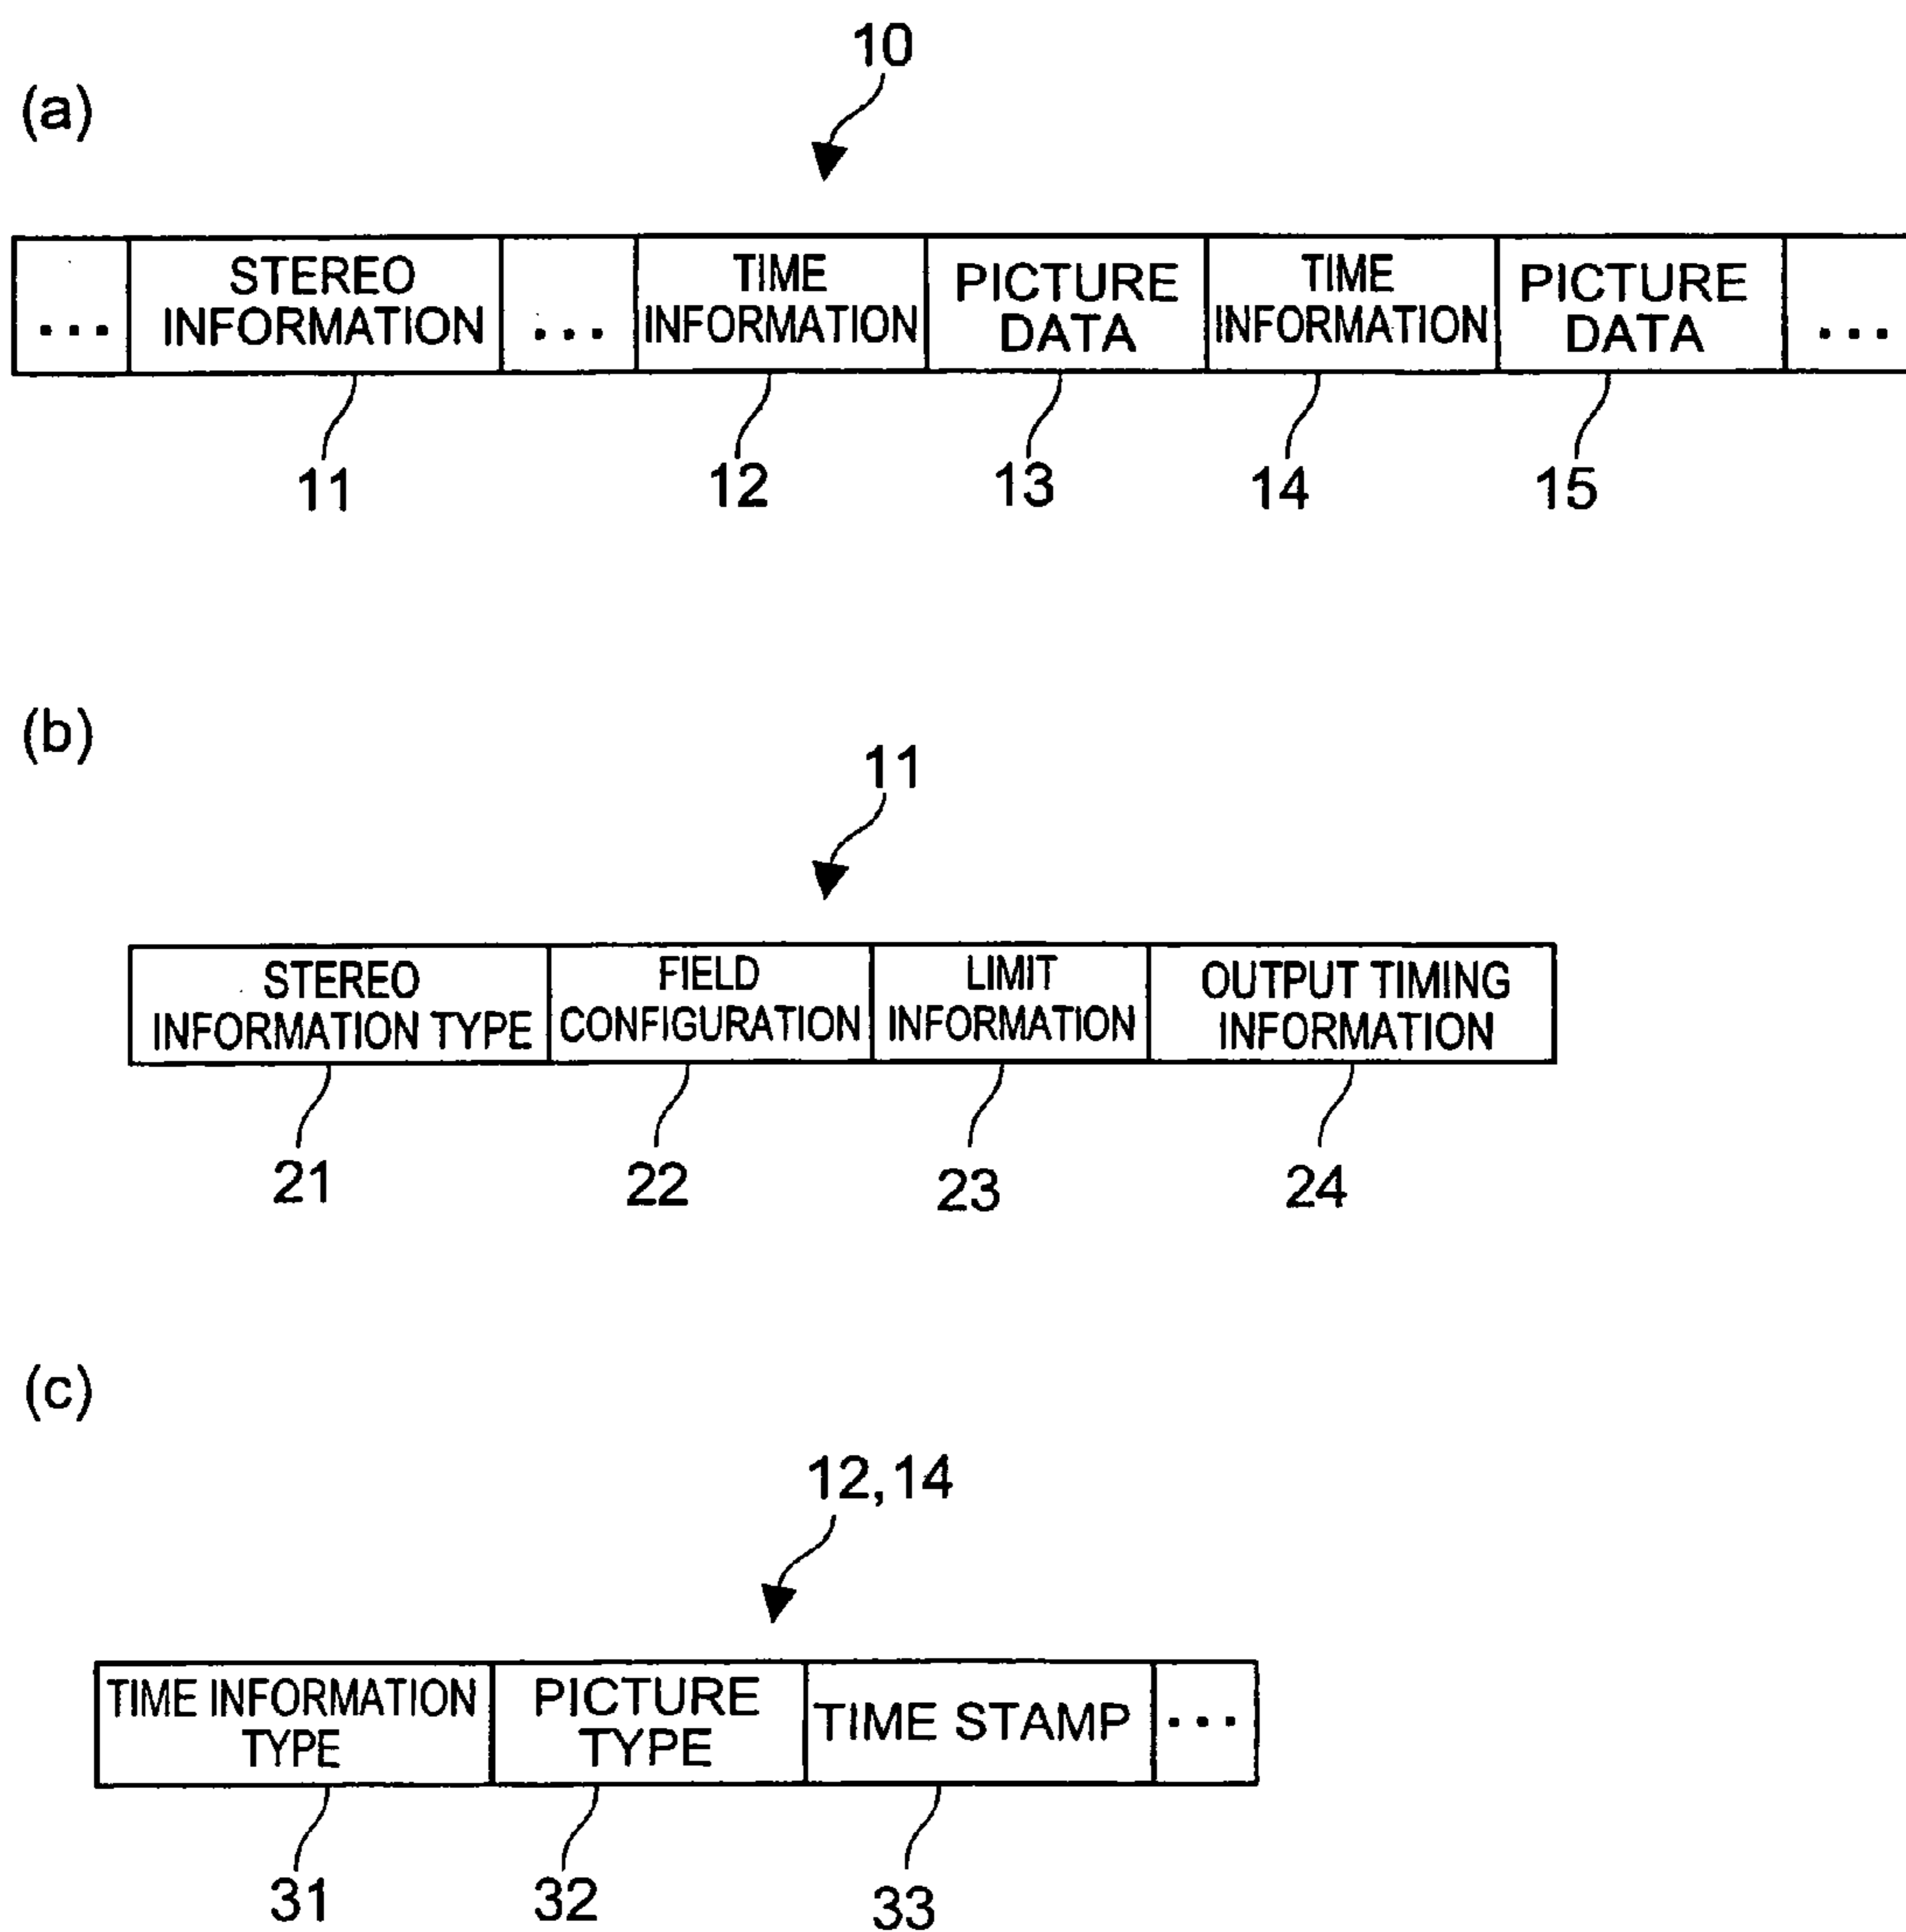 10
(a)
... STEREO INFORMATION ... TIME INFORMATION PICTURE DATA TIME INFORMATION PICTURE DATA ...
11 12 13 14 15
(b)
11
STEREO INFORMATION TYPE FIELD CONFIGURATION LIMIT INFORMATION OUTPUT TIMING INFORMATION
21 22 23 24
(c)
12,14
TIME INFORMATION TYPE PICTURE TYPE TIME STAMP ...
31 32 33